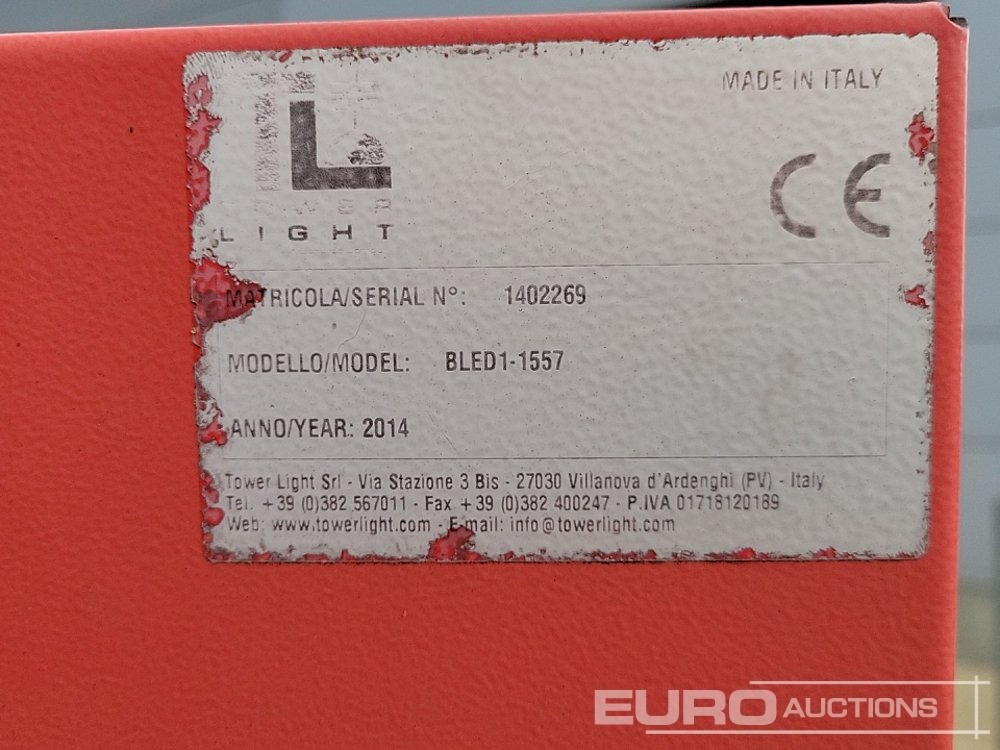 MADE IN ITALY
L
CE
LIGHT
MATRICOLA/SERIAL N°: 1402269
MODELLO/MODEL: BLED1-1557
ANNO/YEAR: 2014
Tower Light Srl - Via Stazione 3 Bis - 27030 Villanova d'Ardenghi (PV) - Italy
Tel. +39 (0)382 567011 - Fax +39 (0)382 400247 - P.IVA 01718120189
Web: www.towerlight.com - E-mail: info@towerlight.com
EURO AUCTIONS